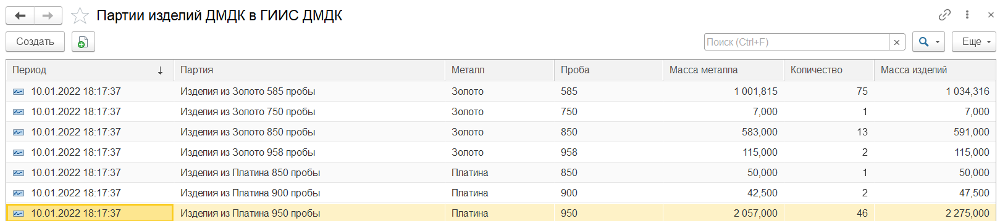 Партии изделий ДМДК в ГИИС ДМДК
Создать Поиск (Ctrl+F) Еще
Период Партия Металл Проба Масса металла Количество Масса изделий
10.01.2022 18:17:37 Изделия из Золото 585 пробы Золото 585 1 001,815 75 1 034,316
10.01.2022 18:17:37 Изделия из Золото 750 пробы Золото 750 7,000 1 7,000
10.01.2022 18:17:37 Изделия из Золото 850 пробы Золото 850 583,000 13 591,000
10.01.2022 18:17:37 Изделия из Золото 958 пробы Золото 958 115,000 2 115,000
10.01.2022 18:17:37 Изделия из Платина 850 пробы Платина 850 50,000 1 50,000
10.01.2022 18:17:37 Изделия из Платина 900 пробы Платина 900 42,500 2 47,500
10.01.2022 18:17:37 Изделия из Платина 950 пробы Платина 950 2 057,000 46 2 275,000